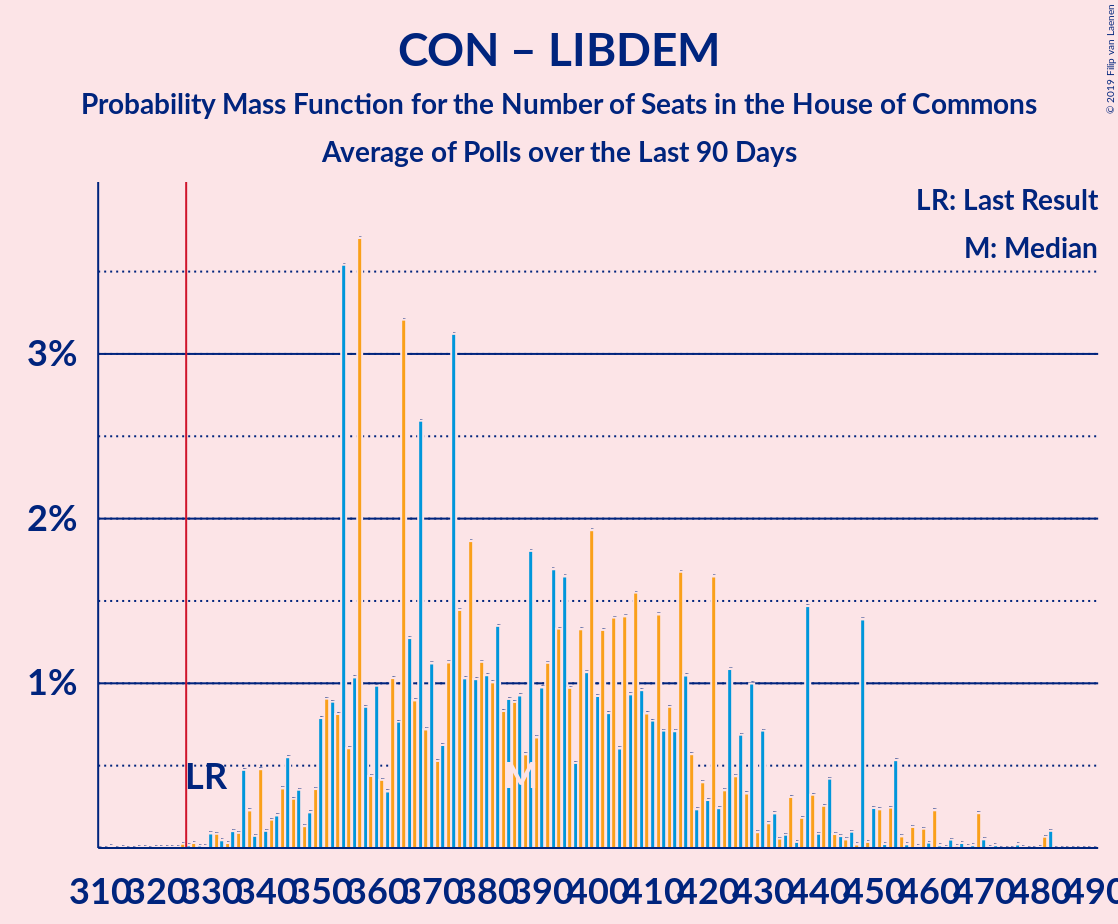 CON – LIBDEM
Probability Mass Function for the Number of Seats in the House of Commons
Average of Polls over the Last 90 Days
© 2019 Filip van Laenen
LR: Last Result
M: Median
3%
2%
1%
LR
M
310 320 330 340 350 360 370 380 390 400 410 420 430 440 450 460 470 480 490